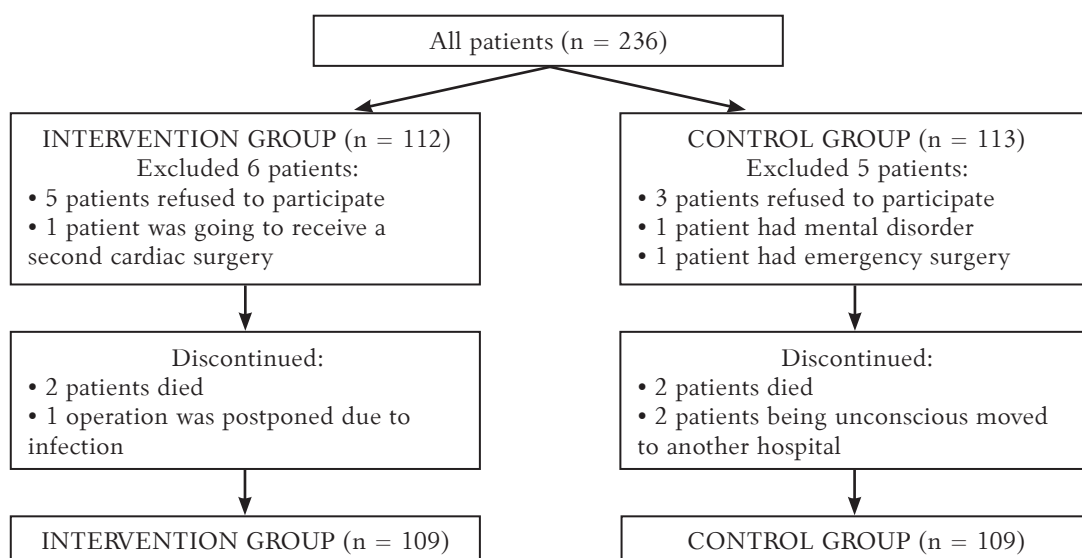 All patients (n = 236)
INTERVENTION GROUP (n = 112)
Excluded 6 patients:
• 5 patients refused to participate
• 1 patient was going to receive a
second cardiac surgery
CONTROL GROUP (n = 113)
Excluded 5 patients:
• 3 patients refused to participate
• 1 patient had mental disorder
• 1 patient had emergency surgery
Discontinued:
• 2 patients died
• 1 operation was postponed due to
infection
Discontinued:
• 2 patients died
• 2 patients being unconscious moved
to another hospital
INTERVENTION GROUP (n = 109)
CONTROL GROUP (n = 109)